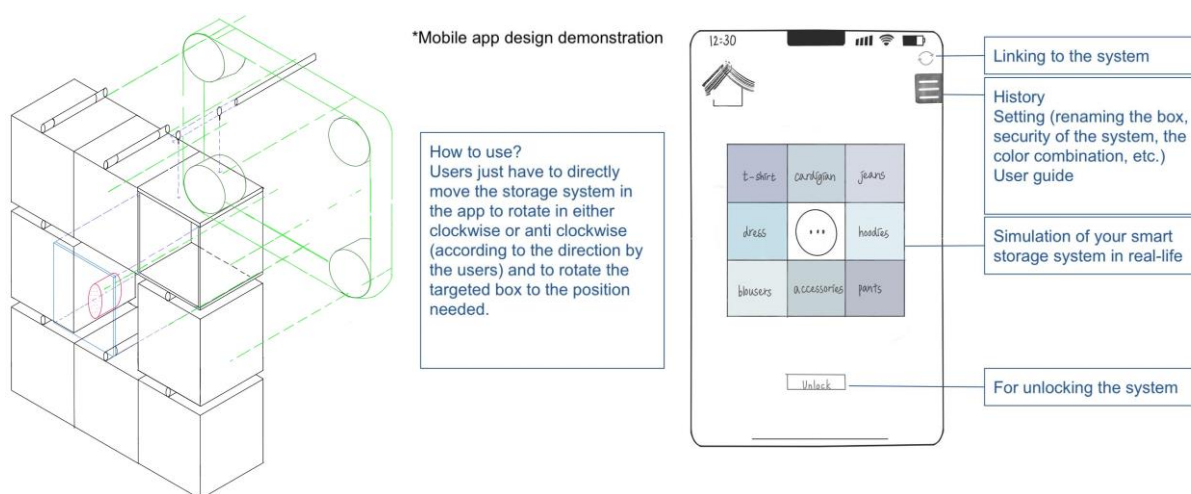 *Mobile app design demonstration
How to use?
Users just have to directly
move the storage system in
the app to rotate in either
clockwise or anti clockwise
(according to the direction by
the users) and to rotate the
targeted box to the position
needed.
12:30
t-shirt cardigian jeans
dress ... hoodies
blousers accessories pants
Unlock
Linking to the system
History
Setting (renaming the box,
security of the system, the
color combination, etc.)
User guide
Simulation of your smart
storage system in real-life
For unlocking the system